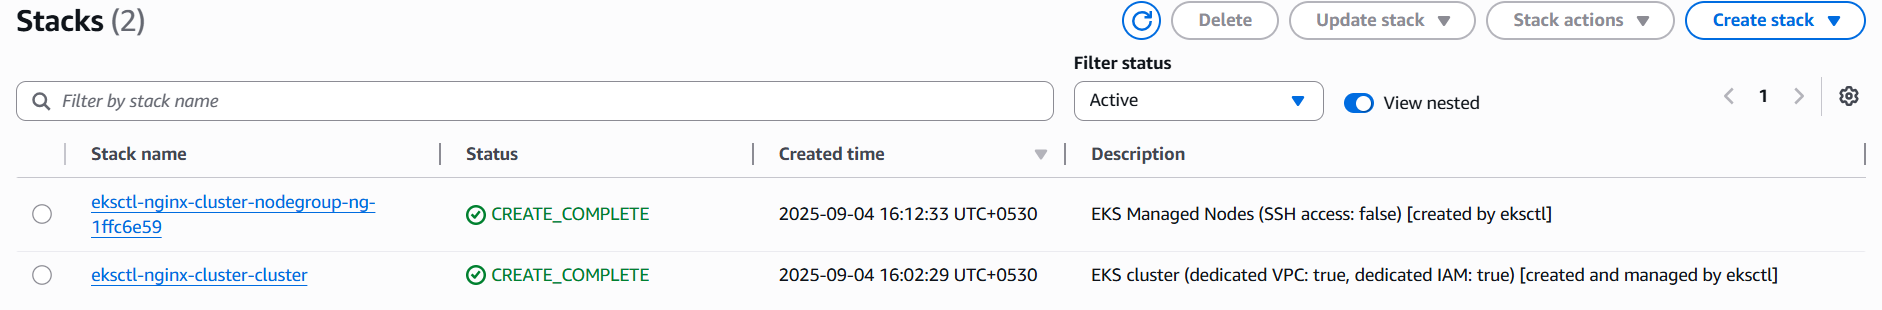 Stacks (2)
Delete
Update stack
Stack actions
Create stack
Filter status
Filter by stack name
Active
View nested
1
Stack name
Status
Created time
Description
eksctl-nginx-cluster-nodegroup-ng-
1ffc6e59
CREATE_COMPLETE
2025-09-04 16:12:33 UTC+0530
EKS Managed Nodes (SSH access: false) [created by eksctl]
eksctl-nginx-cluster-cluster
CREATE_COMPLETE
2025-09-04 16:02:29 UTC+0530
EKS cluster (dedicated VPC: true, dedicated IAM: true) [created and managed by eksctl]